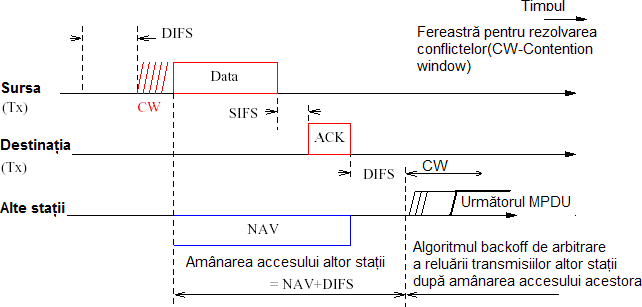 Timpul
DIFS
Fereastră pentru rezolvarea
conflictelor(CW-Contention
window)
Data
Sursa
(Tx)
CW
SIFS
ACK
Destinația
(Tx)
DIFS
CW
Alte stații
Următorul MPDU
NAV
Amânarea accesului altor stații
= NAV+DIFS
Algoritmul backoff de arbitrare
a reluării transmisiilor altor stații
după amânarea accesului acestora